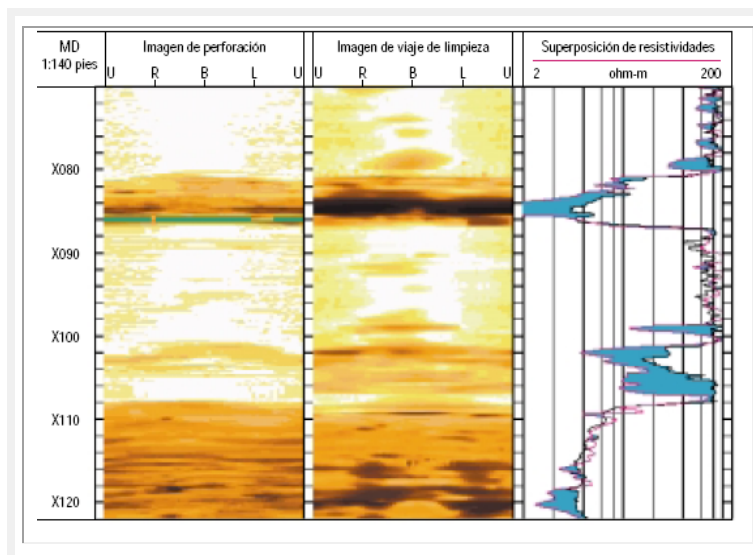 MD
1:140 pies
Imagen de perforación
U R B L U
Imagen de viaje de limpieza
U R B L U
Superposición de resistividades
2 ohm-m 200
X080
X090
X100
X110
X120